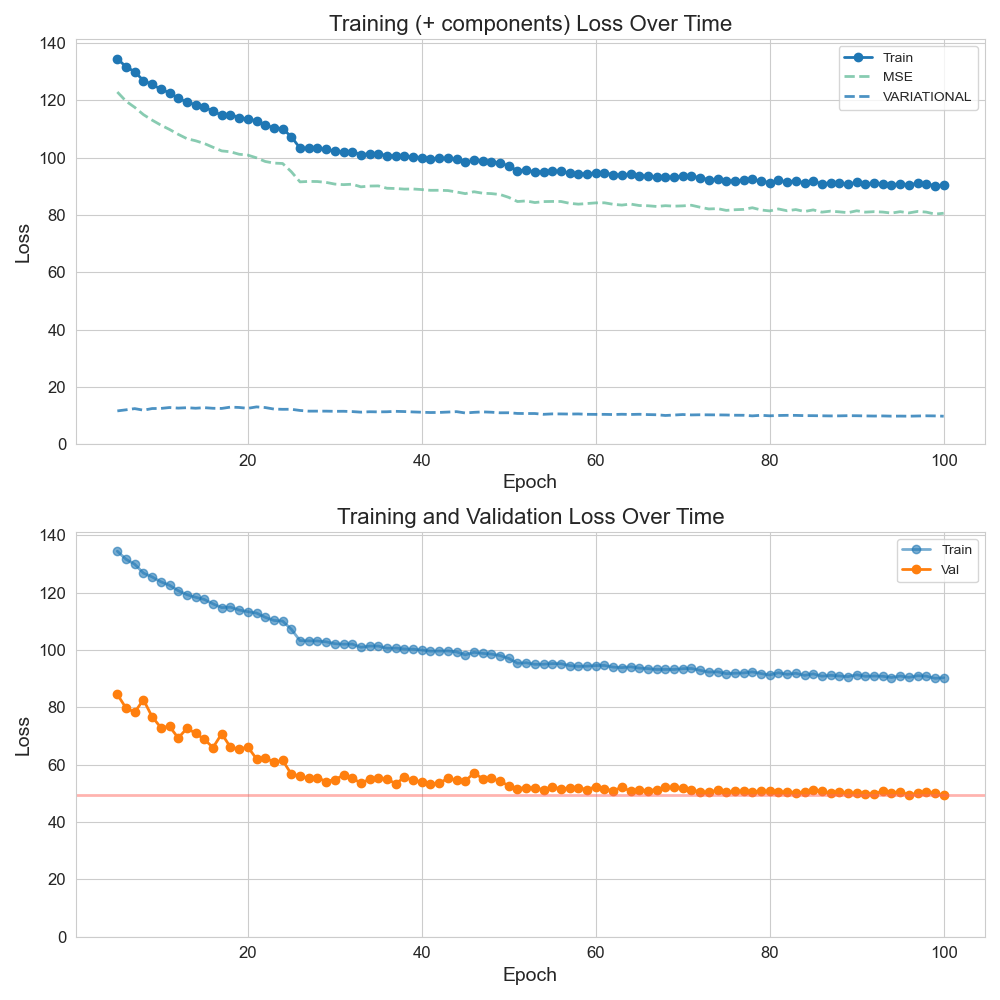 Training (+ components) Loss Over Time
Loss
140
120
100
80
60
40
20
0
Train
MSE
VARIATIONAL
20 40 60 80 100
Epoch
Training and Validation Loss Over Time
Loss
140
120
100
80
60
40
20
0
Train
Val
20 40 60 80 100
Epoch